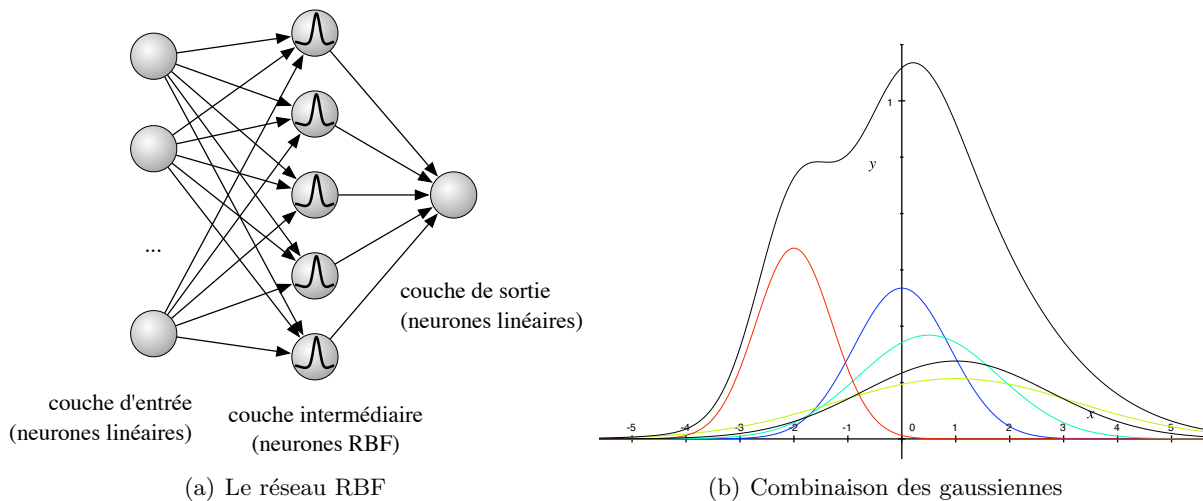 ...
couche de sortie
(neurones linéaires)
couche d'entrée
(neurones linéaires)
couche intermédiaire
(neurones RBF)
(a) Le réseau RBF
1
y
x
-5 -4 -3 -2 -1 0 1 2 3 4 5
(b) Combinaison des gaussiennes